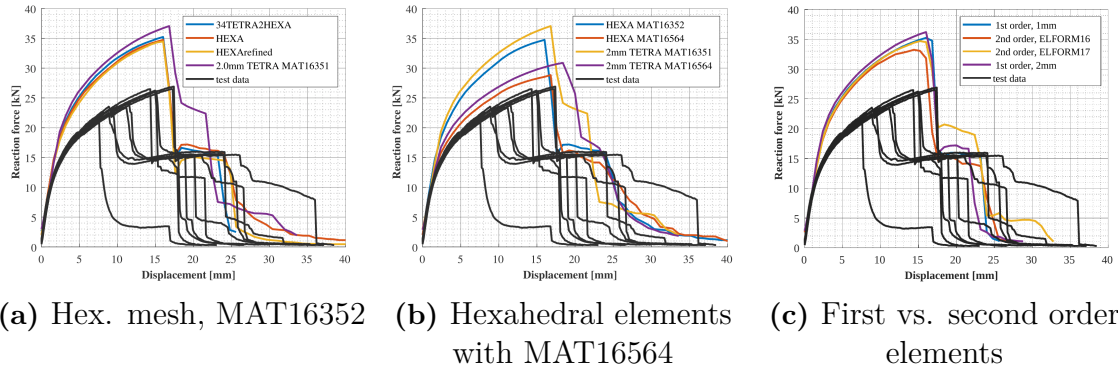 Reaction force [kN]
40
35
30
25
20
15
10
5
0
34TETRA2HEXA
HEXA
HEXArefined
2.0mm TETRA MAT16351
test data
0 5 10 15 20 25 30 35 40
Displacement [mm]
Reaction force [kN]
40
35
30
25
20
15
10
5
0
HEXA MAT16352
HEXA MAT16564
2mm TETRA MAT16351
2mm TETRA MAT16564
test data
0 5 10 15 20 25 30 35 40
Displacement [mm]
Reaction force [kN]
40
35
30
25
20
15
10
5
0
1st order, 1mm
2nd order, ELFORM16
2nd order, ELFORM17
1st order, 2mm
test data
0 5 10 15 20 25 30 35 40
Displacement [mm]
(a) Hex. mesh, MAT16352
(b) Hexahedral elements
with MAT16564
(c) First vs. second order
elements